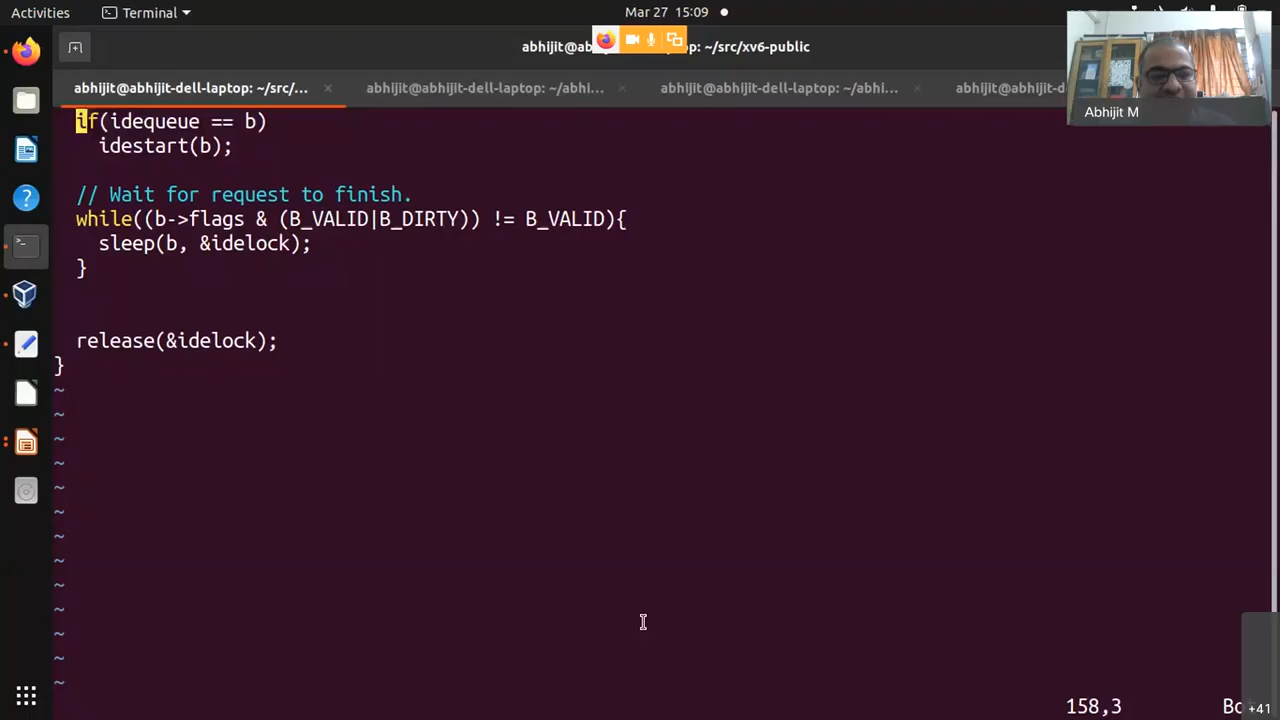 Activities
Terminal
Mar 27 15:09
abhijit@ab top: ~/src/xv6-public
abhijit@abhijit-dell-laptop: ~/src/...
abhijit@abhijit-dell-laptop: ~/abhi...
abhijit@abhijit-dell-laptop: ~/abhi...
abhijit@abhijit-dell-l
Abhijit M
if(idequeue == b)
idestart(b);
// Wait for request to finish.
while((b->flags & (B_VALID|B_DIRTY)) != B_VALID){
sleep(b, &idelock);
}
release(&idelock);
}
~
~
~
~
~
~
~
~
~
~
~
~
~
158,3
+41